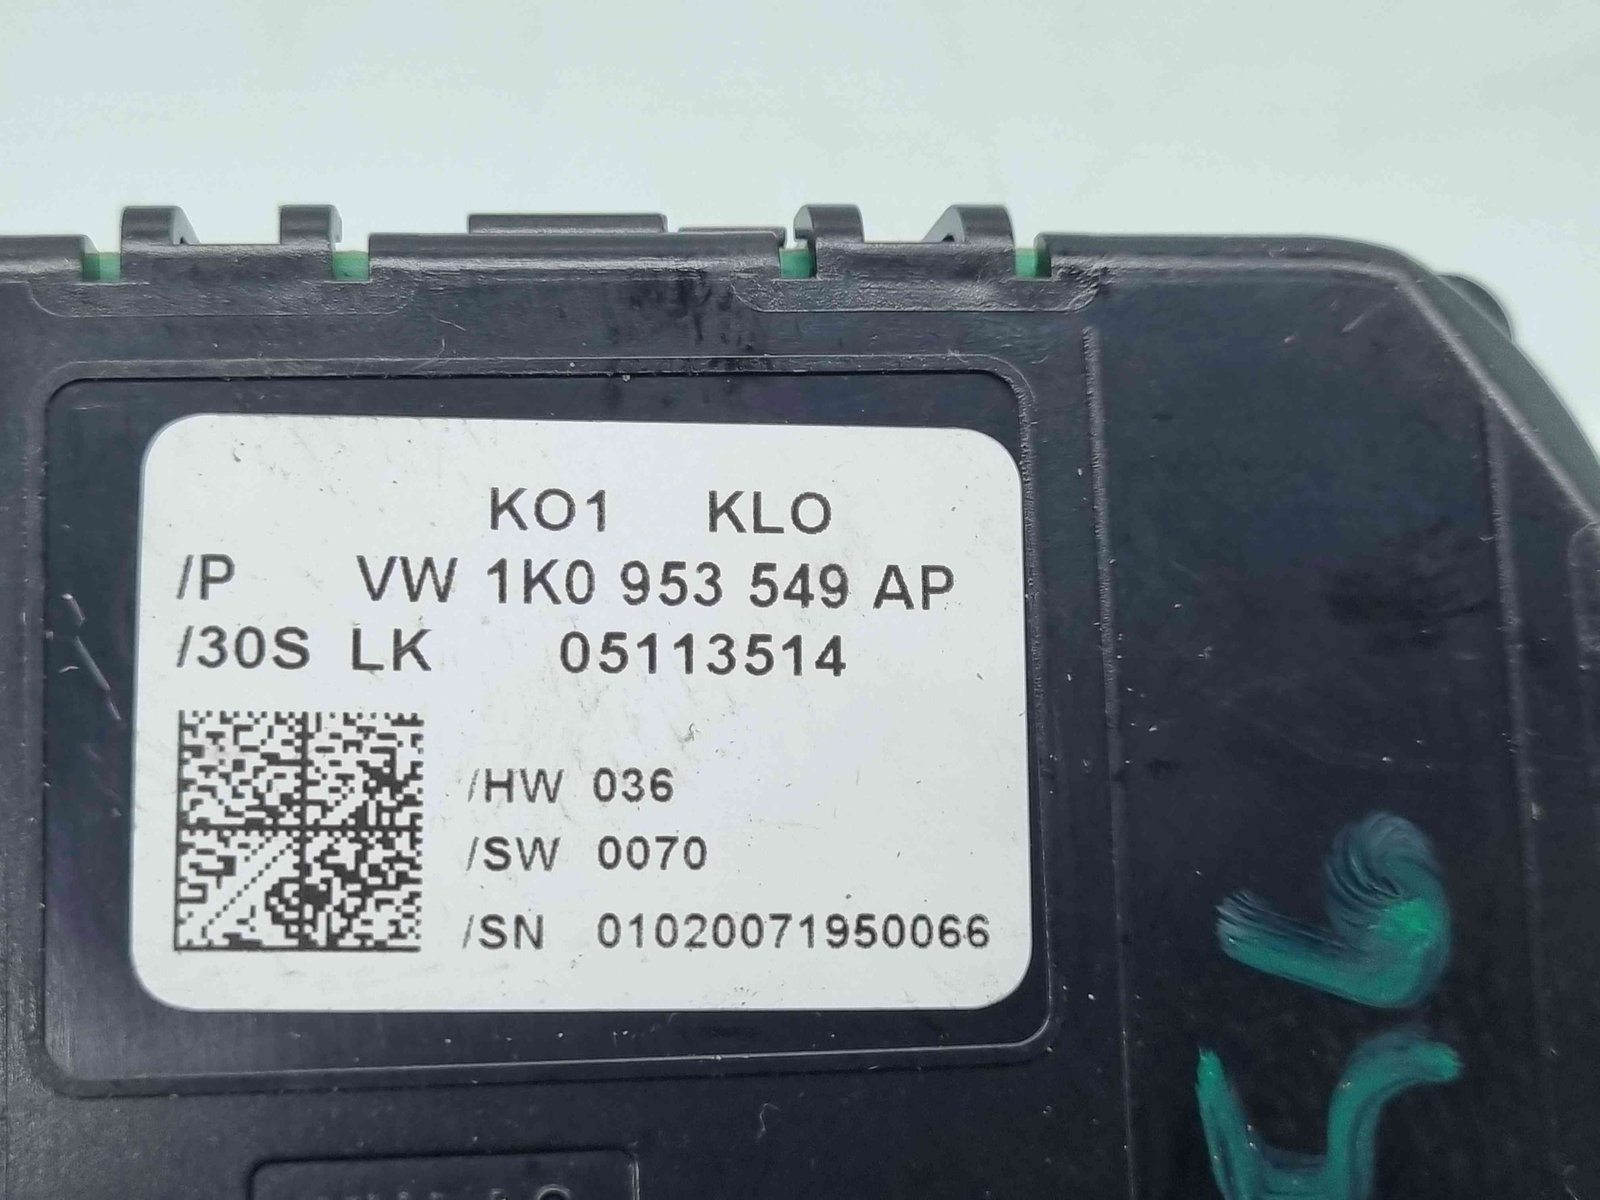 KO1 KLO
/P VW 1K0 953 549 AP
/30S LK 05113514
/HW 036
/SW 0070
/SN 01020071950066